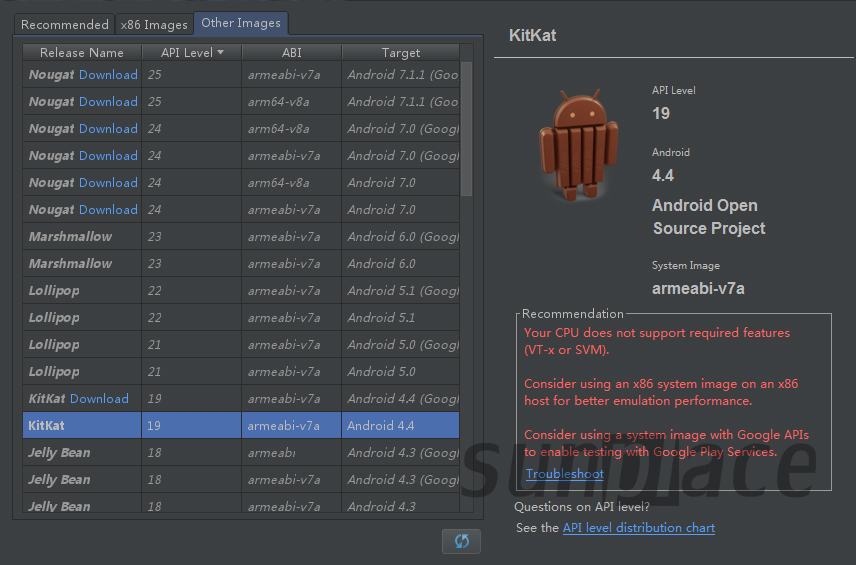 Recommended x86 Images Other Images
Release Name API Level ABI Target
Nougat Download 25 armeabi-v7a Android 7.1.1 (Goo
Nougat Download 25 arm64-v8a Android 7.1.1 (Goo
Nougat Download 24 arm64-v8a Android 7.0 (Googl
Nougat Download 24 armeabi-v7a Android 7.0 (Googl
Nougat Download 24 arm64-v8a Android 7.0
Nougat Download 24 armeabi-v7a Android 7.0
Marshmallow 23 armeabi-v7a Android 6.0 (Googl
Marshmallow 23 armeabi-v7a Android 6.0
Lollipop 22 armeabi-v7a Android 5.1 (Googl
Lollipop 22 armeabi-v7a Android 5.1
Lollipop 21 armeabi-v7a Android 5.0 (Googl
Lollipop 21 armeabi-v7a Android 5.0
KitKat Download 19 armeabi-v7a Android 4.4 (Googl
KitKat 19 armeabi-v7a Android 4.4
Jelly Bean 18 armeabi Android 4.3 (Googl
Jelly Bean 18 armeabi-v7a Android 4.3 (Googl
Jelly Bean 18 armeabi-v7a Android 4.3
KitKat
API Level
19
Android
4.4
Android Open
Source Project
System Image
armeabi-v7a
Recommendation
Your CPU does not support required features
(VT-x or SVM).
Consider using an x86 system image on an x86
host for better emulation performance.
Consider using a system image with Google APIs
to enable testing with Google Play Services.
Troubleshoot
Questions on API level?
See the API level distribution chart
sunplace